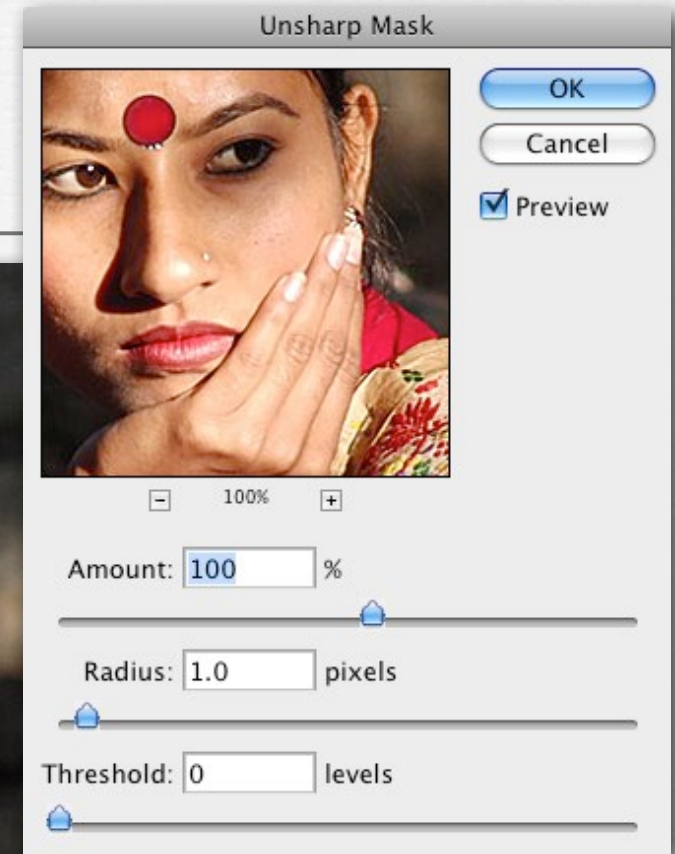 Unsharp Mask
OK
Cancel
Preview
- 100% +
Amount: 100 %
Radius: 1.0 pixels
Threshold: 0 levels